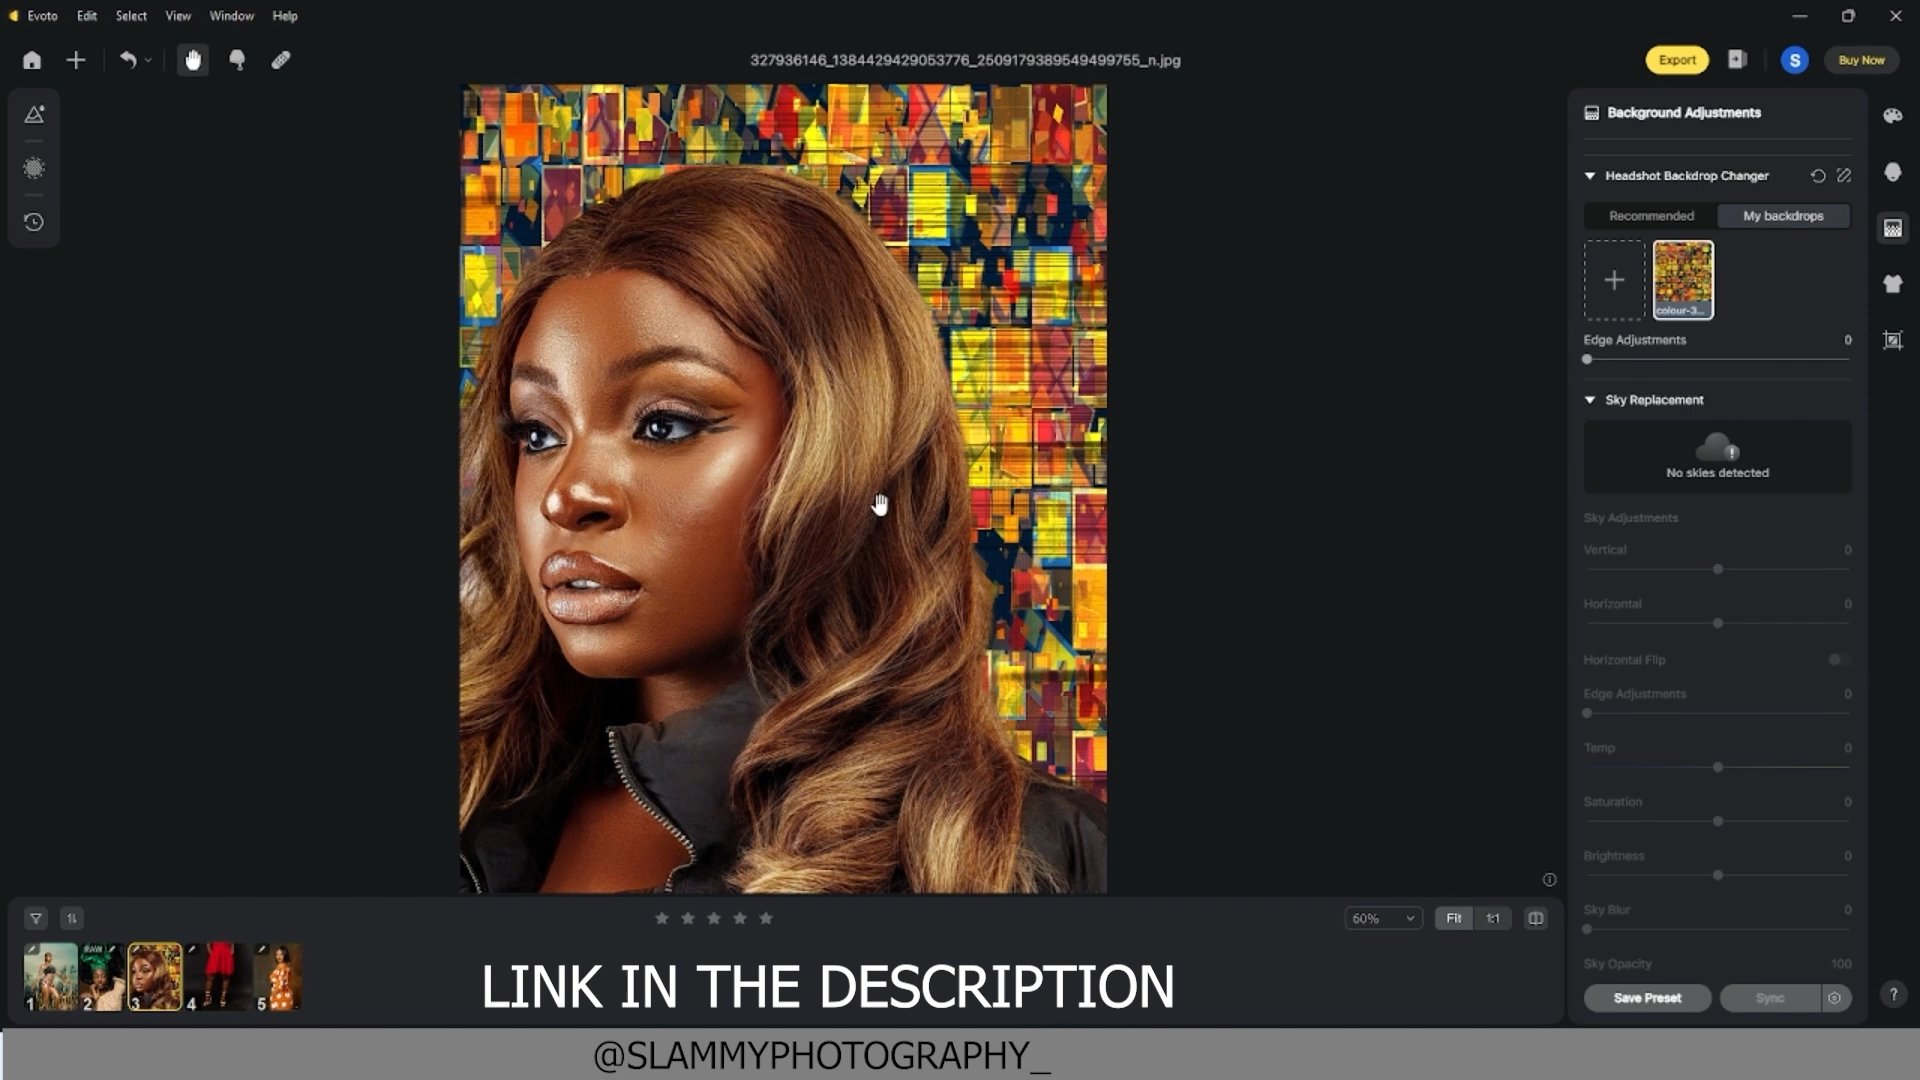 Evoto Edit Select View Window Help
327936146_1384429429053776_2509179389549499755_n.jpg
Export
S
Buy Now
Background Adjustments
Headshot Backdrop Changer
Recommended
My backdrops
colour-3...
Edge Adjustments 0
Sky Replacement
No skies detected
Sky Adjustments
Vertical 0
Horizontal 0
Horizontal Flip
Edge Adjustments 0
Temp 0
Saturation 0
Brightness 0
Sky Blur 0
Sky Opacity 100
Save Preset
Sync
?
60%
Fit
1:1
RAW
1 2 3 4 5
LINK IN THE DESCRIPTION
@SLAMMYPHOTOGRAPHY_